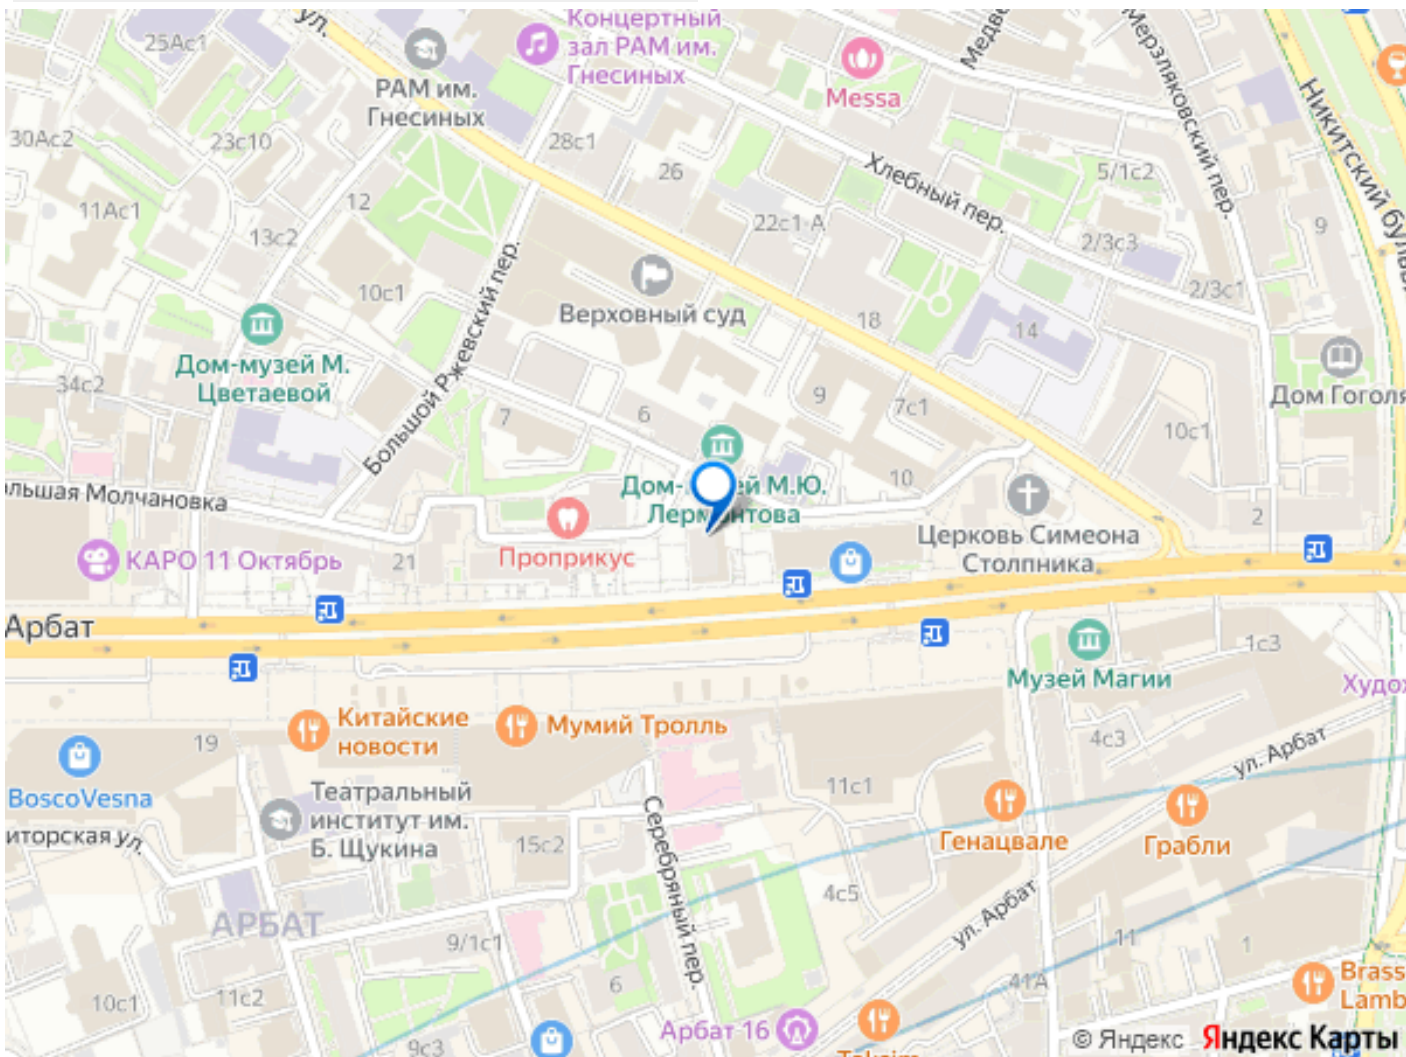 ул.
25Ас1
РАМ им.
Гнесиных
Концертный
зал РАМ им.
Гнесиных
Messa
Медве
Мерзляковский пер.
Никитский бульва
30Ас2
23с10
28с1
26
Хлебный пер.
5/1с2
11Ас1
12
13с2
22с1-А
2/3с3
9
10с1
Верховный суд
18
14
2/3с1
Дом-музей М.
Цветаевой
Большой Ржевский пер.
34с2
7
6
9
7с1
Дом Гоголя
10с1
Дом- ей М.Ю.
Лермонтова
10
ольшая Молчановка
Проприкус
Церковь Симеона
Столпника
2
КАРО 11 Октябрь
21
Арбат
Музей Магии
1с3
Худож
Китайские
новости
Мумий Тролль
19
4с3
ул. Арбат
BoscoVesna
Театральный
институт им.
Б. Щукина
иторская ул.
15с2
Серебряный пер.
11с1
Генацвале
Грабли
4с5
ул. Арбат
АРБАТ
9/1с1
11
1
10с1
11с2
6
41А
Brass
Lamb
9с3
Арбат 16
© Яндекс Яндекс Карты